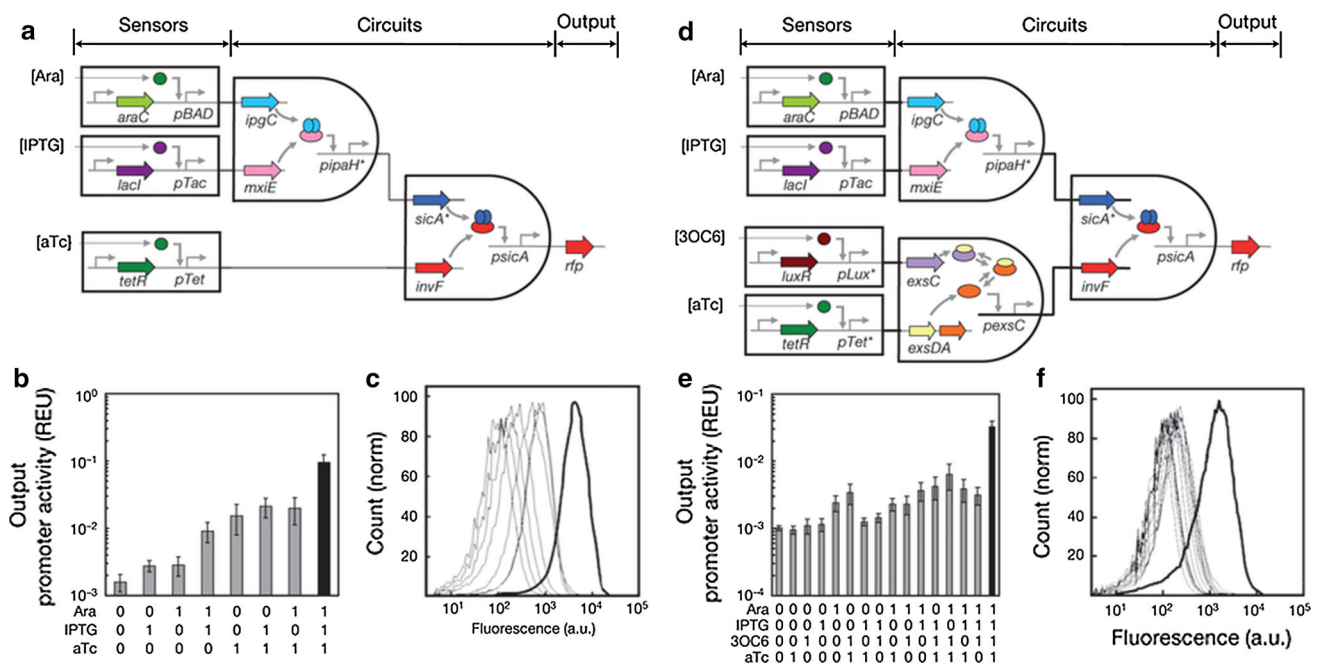 a
Sensors
Circuits
Output
[Ara]
araC
pBAD
ipgC
[IPTG]
lacI
pTac
mxiE
pipaH*
sicA*
[aTc]
tetR
pTet
invF
psicA
rfp
d
Sensors
Circuits
Output
[Ara]
araC
pBAD
ipgC
[IPTG]
lacI
pTac
mxiE
pipaH*
sicA*
[3OC6]
luxR
pLux*
exsC
[aTc]
tetR
pTet*
exsDA
pexsC
invF
psicA
rfp
b
Output
promoter activity (REU)
10⁰
10⁻¹
10⁻²
10⁻³
Ara 0 0 1 1 0 0 1 1
IPTG 0 1 0 1 0 1 0 1
aTc 0 0 0 0 1 1 1 1
c
Count (norm)
100
80
60
40
20
10¹ 10² 10³ 10⁴ 10⁵
Fluorescence (a.u.)
e
Output
promoter activity (REU)
10⁻¹
10⁻²
10⁻³
10⁻⁴
Ara 0 0 0 0 1 0 0 0 1 1 1 0 1 1 1 1
IPTG 0 0 0 1 0 0 1 1 0 0 1 1 1 0 1 1
3OC6 0 0 1 0 0 1 0 1 0 1 0 1 1 1 0 1
aTc 0 1 0 0 0 1 1 0 1 0 0 1 0 1 1 1
f
Count (norm)
100
80
60
40
20
10¹ 10² 10³ 10⁴ 10⁵
Fluorescence (a.u.)